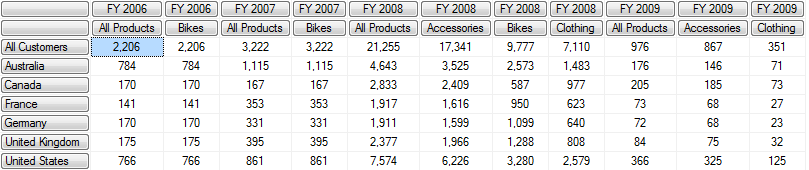 FY 2006 FY 2006 FY 2007 FY 2007 FY 2008 FY 2008 FY 2008 FY 2008 FY 2009 FY 2009 FY 2009
All Products Bikes All Products Bikes All Products Accessories Bikes Clothing All Products Accessories Clothing
All Customers 2,206 2,206 3,222 3,222 21,255 17,341 9,777 7,110 976 867 351
Australia 784 784 1,115 1,115 4,643 3,525 2,573 1,483 176 146 71
Canada 170 170 167 167 2,833 2,409 587 977 205 185 73
France 141 141 353 353 1,917 1,616 950 623 73 68 27
Germany 170 170 331 331 1,911 1,599 1,099 640 72 68 23
United Kingdom 175 175 395 395 2,377 1,966 1,288 808 84 75 32
United States 766 766 861 861 7,574 6,226 3,280 2,579 366 325 125